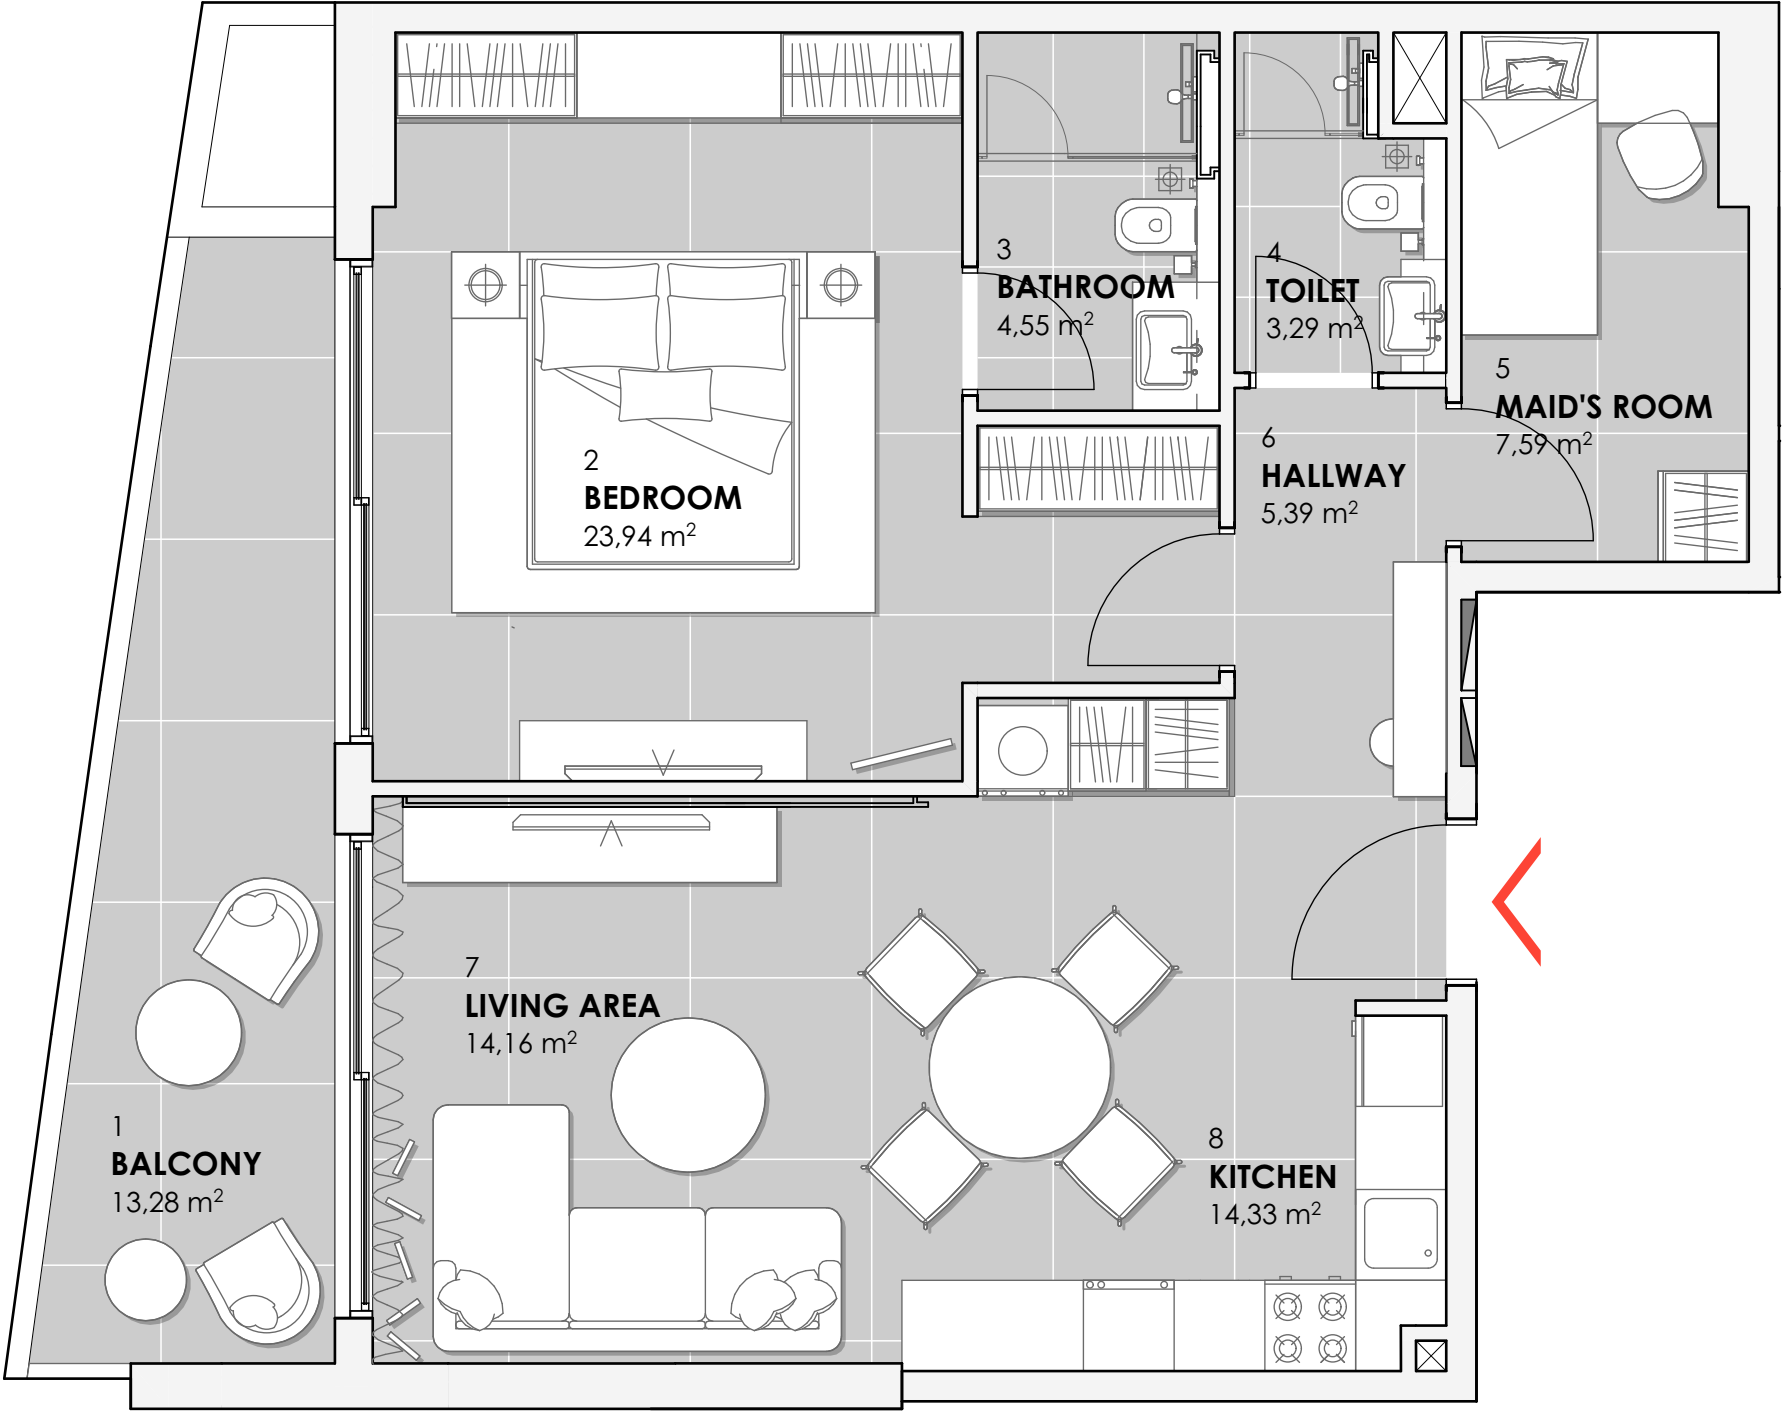 3
BATHROOM
4,55 m²
4
TOILET
3,29 m²
5
MAID'S ROOM
7,59 m²
6
HALLWAY
5,39 m²
2
BEDROOM
23,94 m²
7
LIVING AREA
14,16 m²
1
BALCONY
13,28 m²
8
KITCHEN
14,33 m²